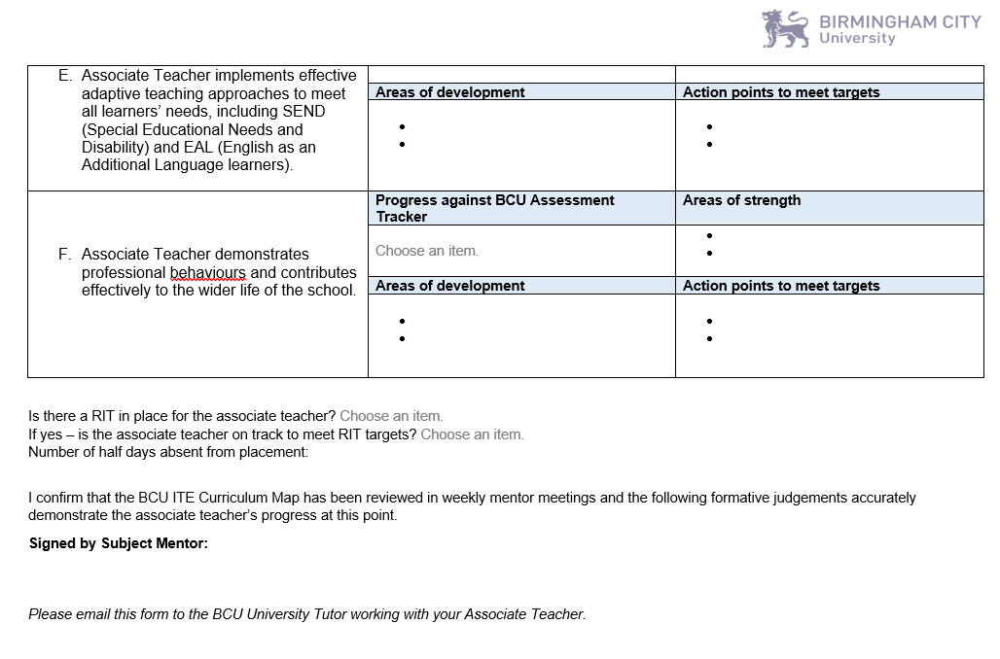 BIRMINGHAM CITY
University
E. Associate Teacher implements effective
adaptive teaching approaches to meet
all learners’ needs, including SEND
(Special Educational Needs and
Disability) and EAL (English as an
Additional Language learners).
Areas of development
Action points to meet targets
•
•
•
•
F. Associate Teacher demonstrates
professional behaviours and contributes
effectively to the wider life of the school.
Progress against BCU Assessment
Tracker
Areas of strength
Choose an item.
•
•
Areas of development
Action points to meet targets
•
•
•
•
Is there a RIT in place for the associate teacher? Choose an item.
If yes – is the associate teacher on track to meet RIT targets? Choose an item.
Number of half days absent from placement:
I confirm that the BCU ITE Curriculum Map has been reviewed in weekly mentor meetings and the following formative judgements accurately
demonstrate the associate teacher’s progress at this point.
Signed by Subject Mentor:
Please email this form to the BCU University Tutor working with your Associate Teacher.